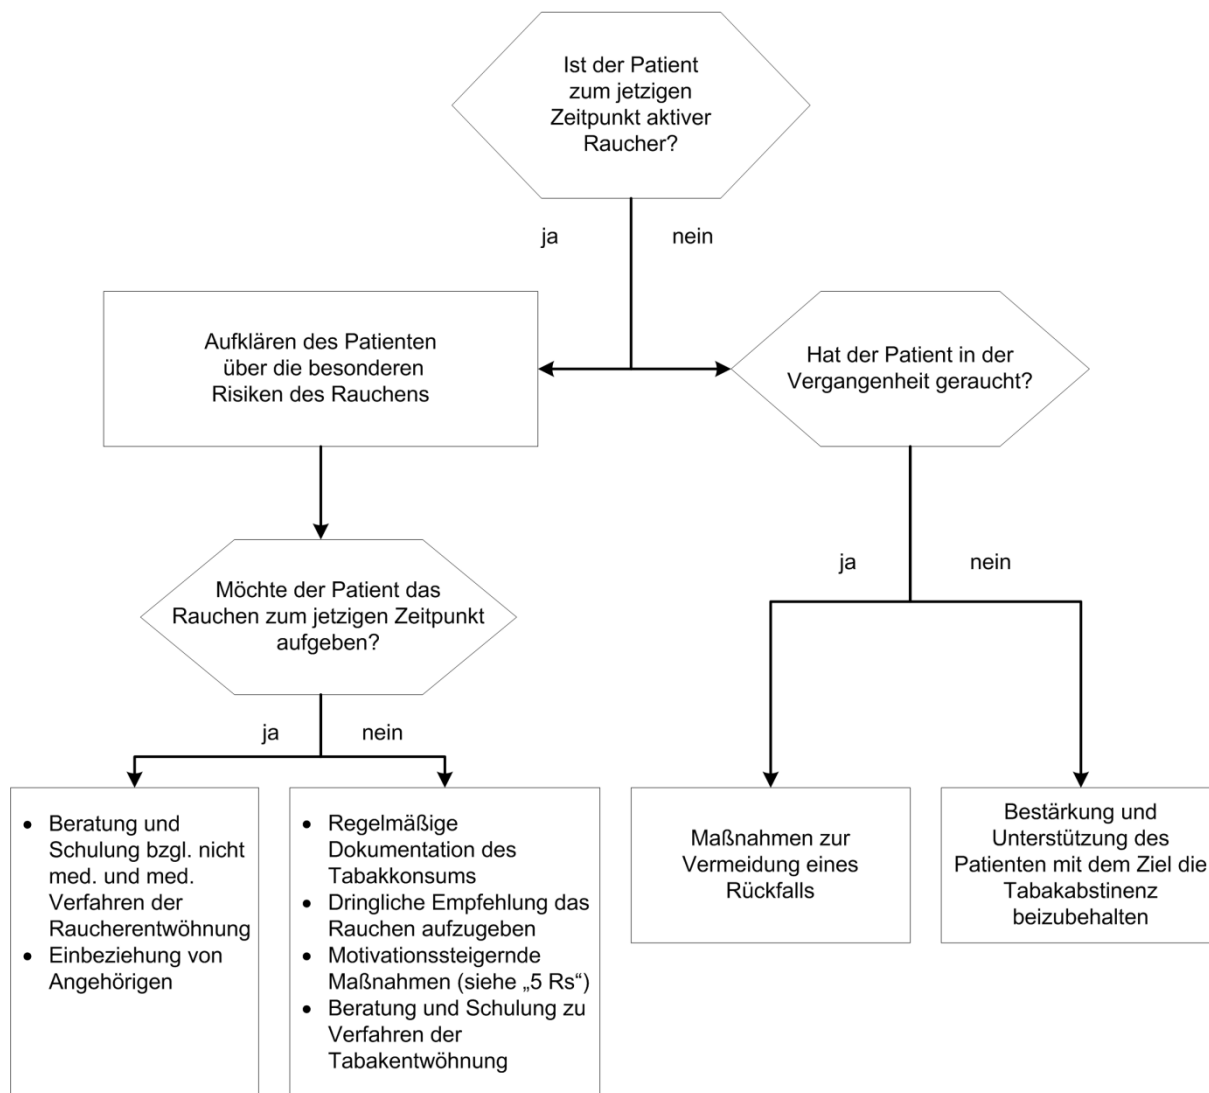 Ist der Patient
zum jetzigen
Zeitpunkt aktiver
Raucher?
ja
nein
Aufklären des Patienten
über die besonderen
Risiken des Rauchens
Hat der Patient in der
Vergangenheit geraucht?
Möchte der Patient das
Rauchen zum jetzigen Zeitpunkt
aufgeben?
ja
nein
ja
nein
• Beratung und
Schulung bzgl. nicht
med. und med.
Verfahren der
Raucherentwöhnung
• Einbeziehung von
Angehörigen
• Regelmäßige
Dokumentation des
Tabakkonsums
• Dringliche Empfehlung das
Rauchen aufzugeben
• Motivationssteigernde
Maßnahmen (siehe „5 Rs“)
• Beratung und Schulung zu
Verfahren der
Tabakentwöhnung
Maßnahmen zur
Vermeidung eines
Rückfalls
Bestärkung und
Unterstützung des
Patienten mit dem Ziel die
Tabakabstinenz
beizubehalten